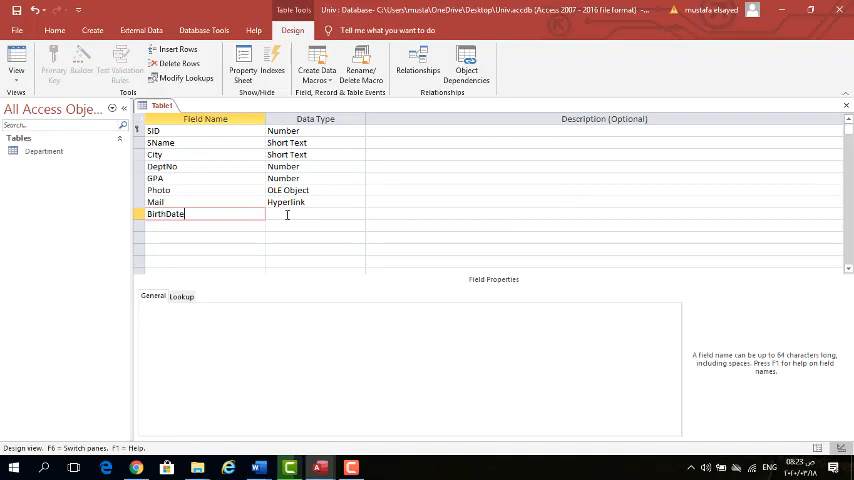 Table Tools
Univ : Database- C:\Users\musta\OneDrive\Desktop\Univ.accdb (Access 2007 - 2016 file format) -...
mustafa elsayed
File Home Create External Data Database Tools Help Design Tell me what you want to do
View
Views
Primary Key
Builder
Test Validation Rules
Insert Rows
Delete Rows
Modify Lookups
Tools
Property Sheet
Indexes
Show/Hide
Create Data Macros
Rename/ Delete Macro
Field, Record & Table Events
Relationships
Object Dependencies
Relationships
All Access Obje...
Search...
Tables
Department
Table1
Field Name Data Type Description (Optional)
SID Number
SName Short Text
City Short Text
DeptNo Number
GPA Number
Photo OLE Object
Mail Hyperlink
BirthDate
Field Properties
General Lookup
A field name can be up to 64 characters long,
including spaces. Press F1 for help on field
names.
Design view. F6 = Switch panes. F1 = Help.
ENG
08:23 ص
٢٠٢٠/٠٣/١٨